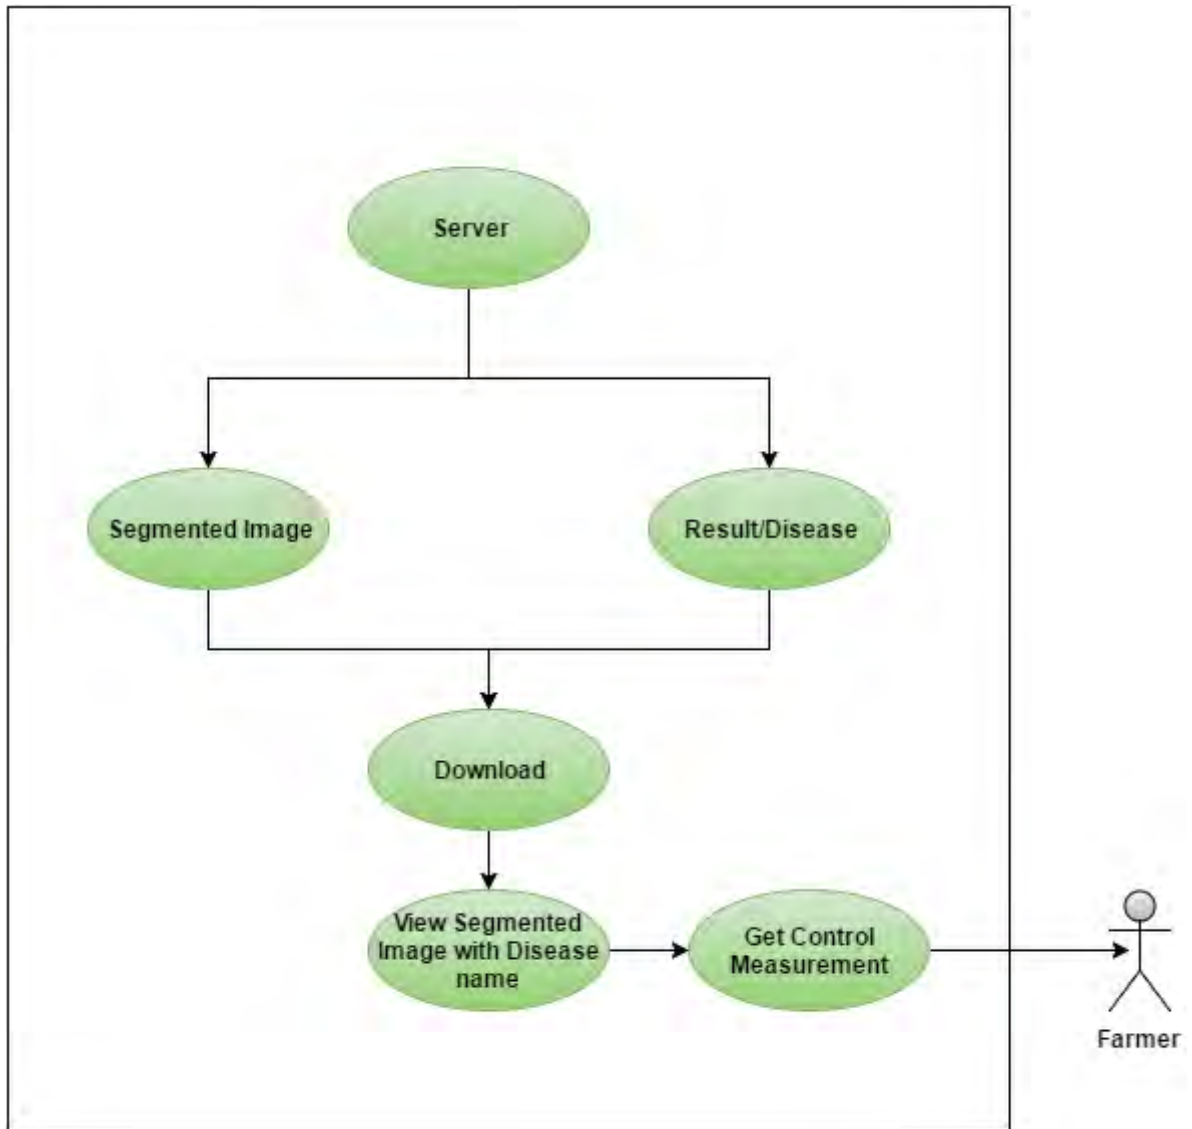 Server
Segmented Image
Result/Disease
Download
View Segmented
Image with Disease
name
Get Control
Measurement
Farmer